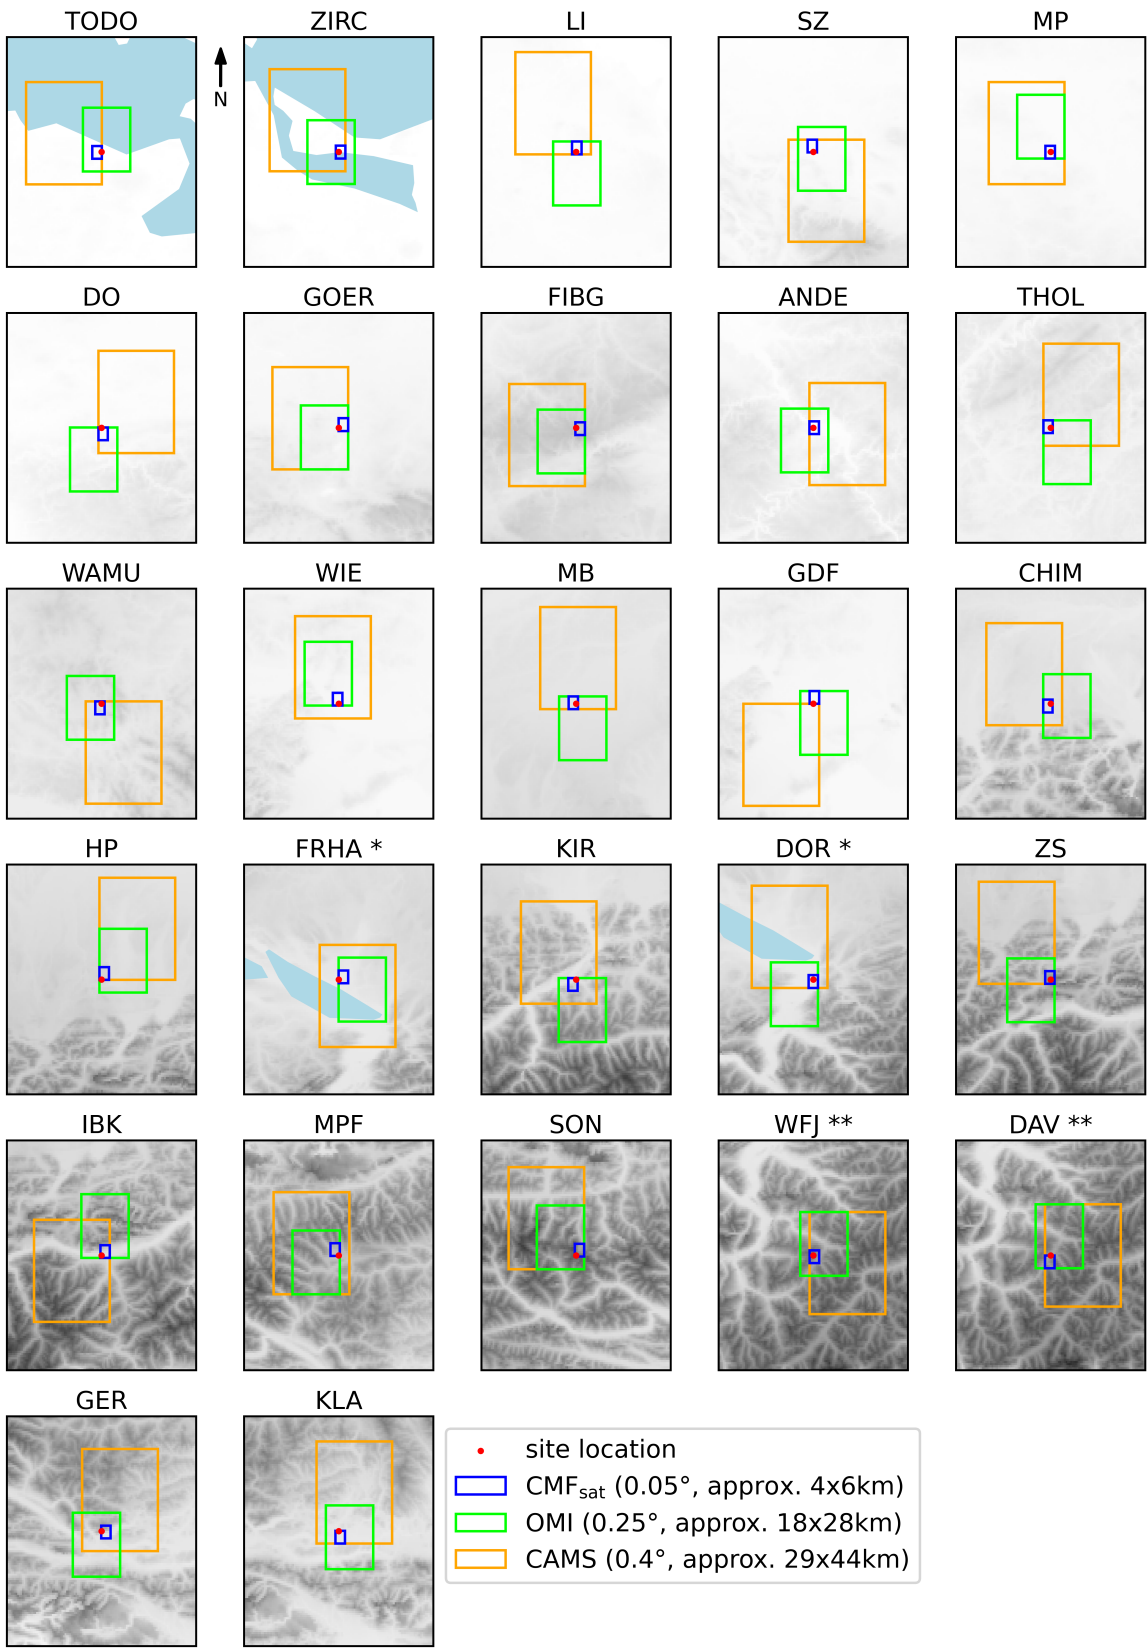 TODO
ZIRC
LI
SZ
MP
N
DO
GOER
FIBG
ANDE
THOL
WAMU
WIE
MB
GDF
CHIM
HP
FRHA *
KIR
DOR *
ZS
IBK
MPF
SON
WFJ **
DAV **
GER
KLA
site location
CMFsat (0.05°, approx. 4x6km)
OMI (0.25°, approx. 18x28km)
CAMS (0.4°, approx. 29x44km)